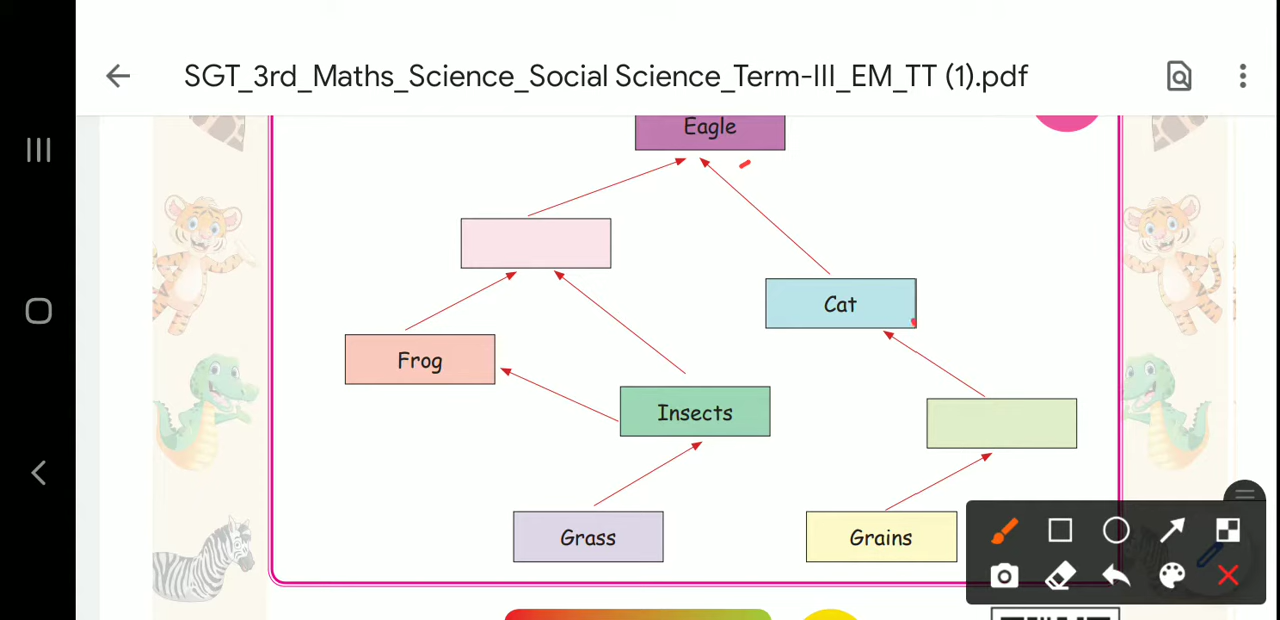 SGT_3rd_Maths_Science_Social Science_Term-III_EM_TT (1).pdf
Eagle
Cat
Frog
Insects
Grass
Grains